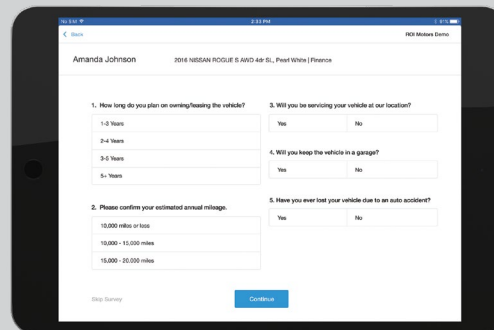 No SIM
2:33 PM
81%
Back
ROI Motors Demo
Amanda Johnson
2016 NISSAN ROGUE S AWD 4dr SL, Pearl White | Finance
1. How long do you plan on owning/leasing the vehicle?
1-3 Years
2-4 Years
3-5 Years
5+ Years
2. Please confirm your estimated annual mileage.
10,000 miles or less
10,000 - 15,000 miles
15,000 - 20,000 miles
3. Will you be servicing your vehicle at our location?
Yes No
4. Will you keep the vehicle in a garage?
Yes No
5. Have you ever lost your vehicle due to an auto accident?
Yes No
Skip Survey
Continue